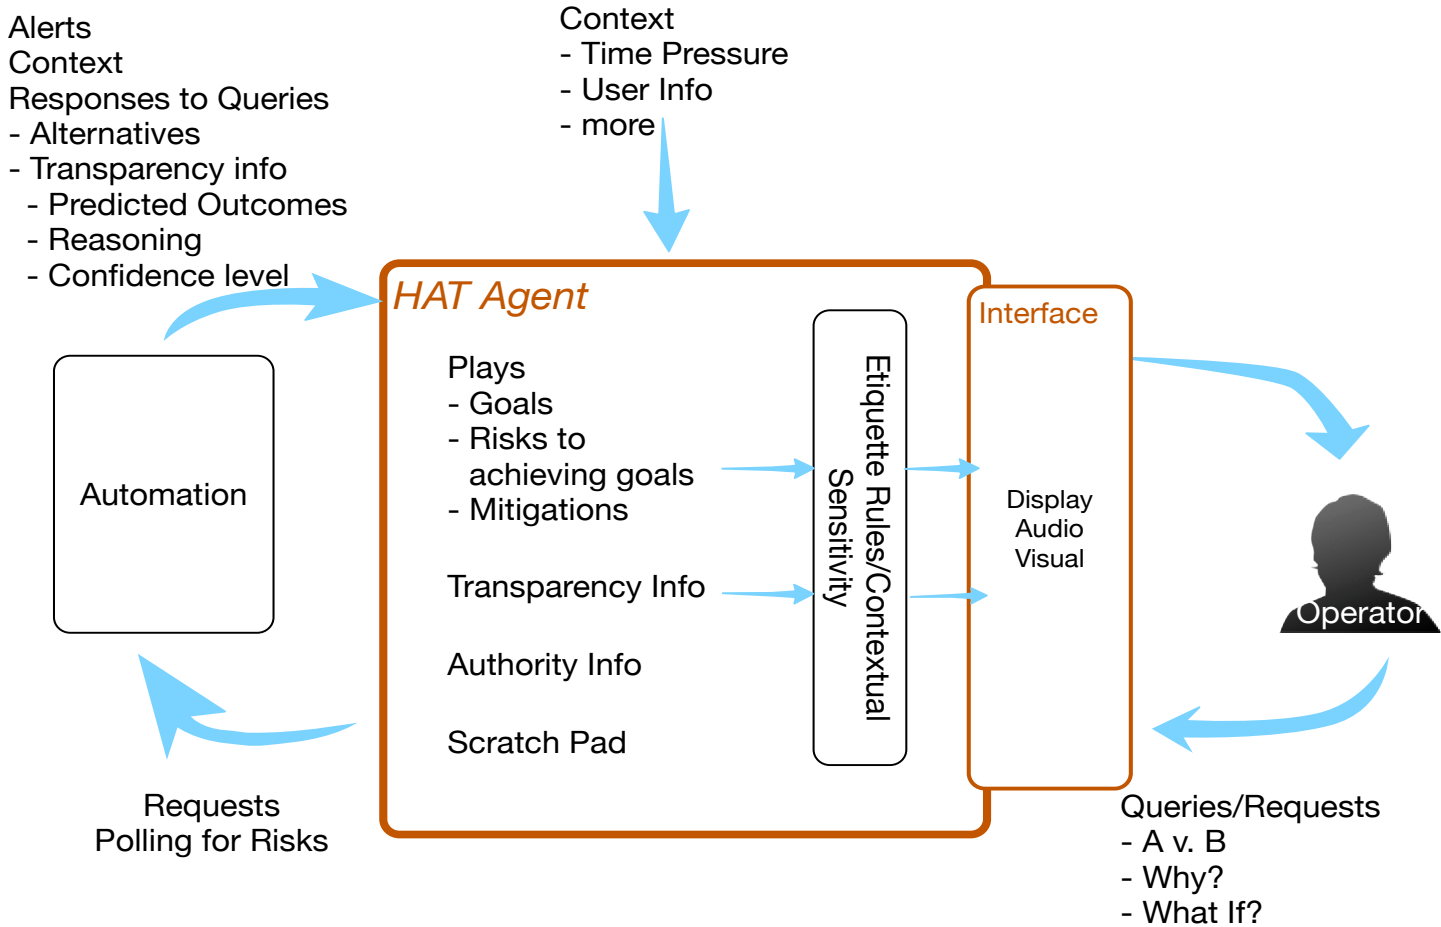 Alerts
Context
Responses to Queries
- Alternatives
- Transparency info
- Predicted Outcomes
- Reasoning
- Confidence level
Context
- Time Pressure
- User Info
- more
HAT Agent
Plays
- Goals
- Risks to
achieving goals
- Mitigations
Transparency Info
Authority Info
Scratch Pad
Etiquette Rules/Contextual
Sensitivity
Interface
Display
Audio
Visual
Automation
Operator
Requests
Polling for Risks
Queries/Requests
- A v. B
- Why?
- What If?